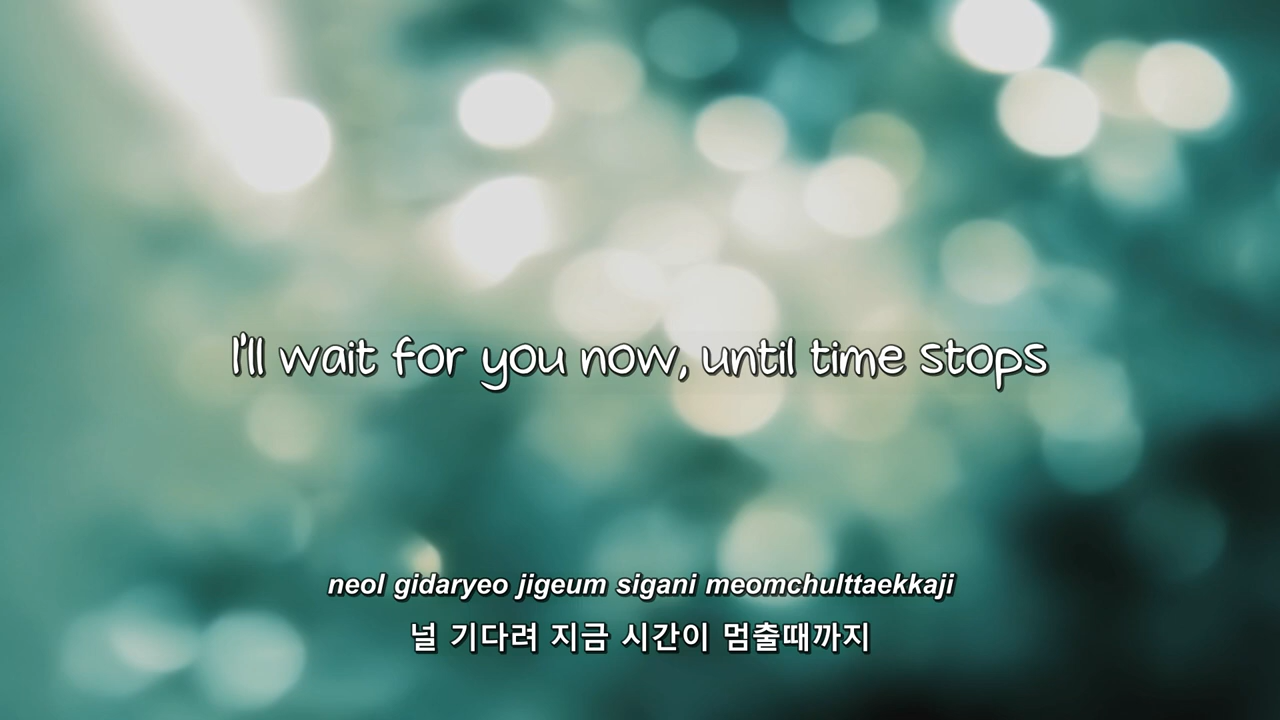 I'll wait for you now, until time stops
neol gidaryeo jigeum sigani meomchulttaekkaji
널 기다려 지금 시간이 멈출때까지